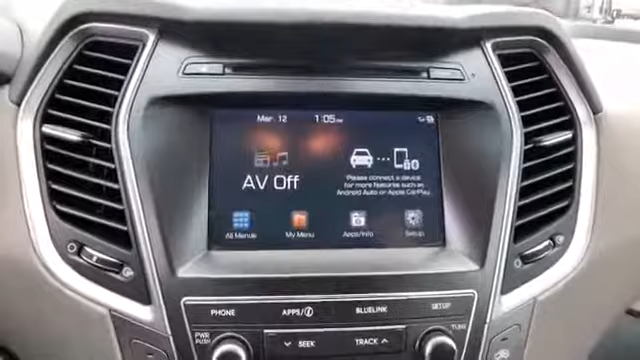 Mar. 12 1:05 PM
AV Off
Please connect a device
for more features such as
Android Auto, Apple CarPlay
All Menus My Menu Apps/Info Setup
PHONE APPS/i BLUELINK SETUP
PWR
PUSH
SEEK TRACK
TUNE